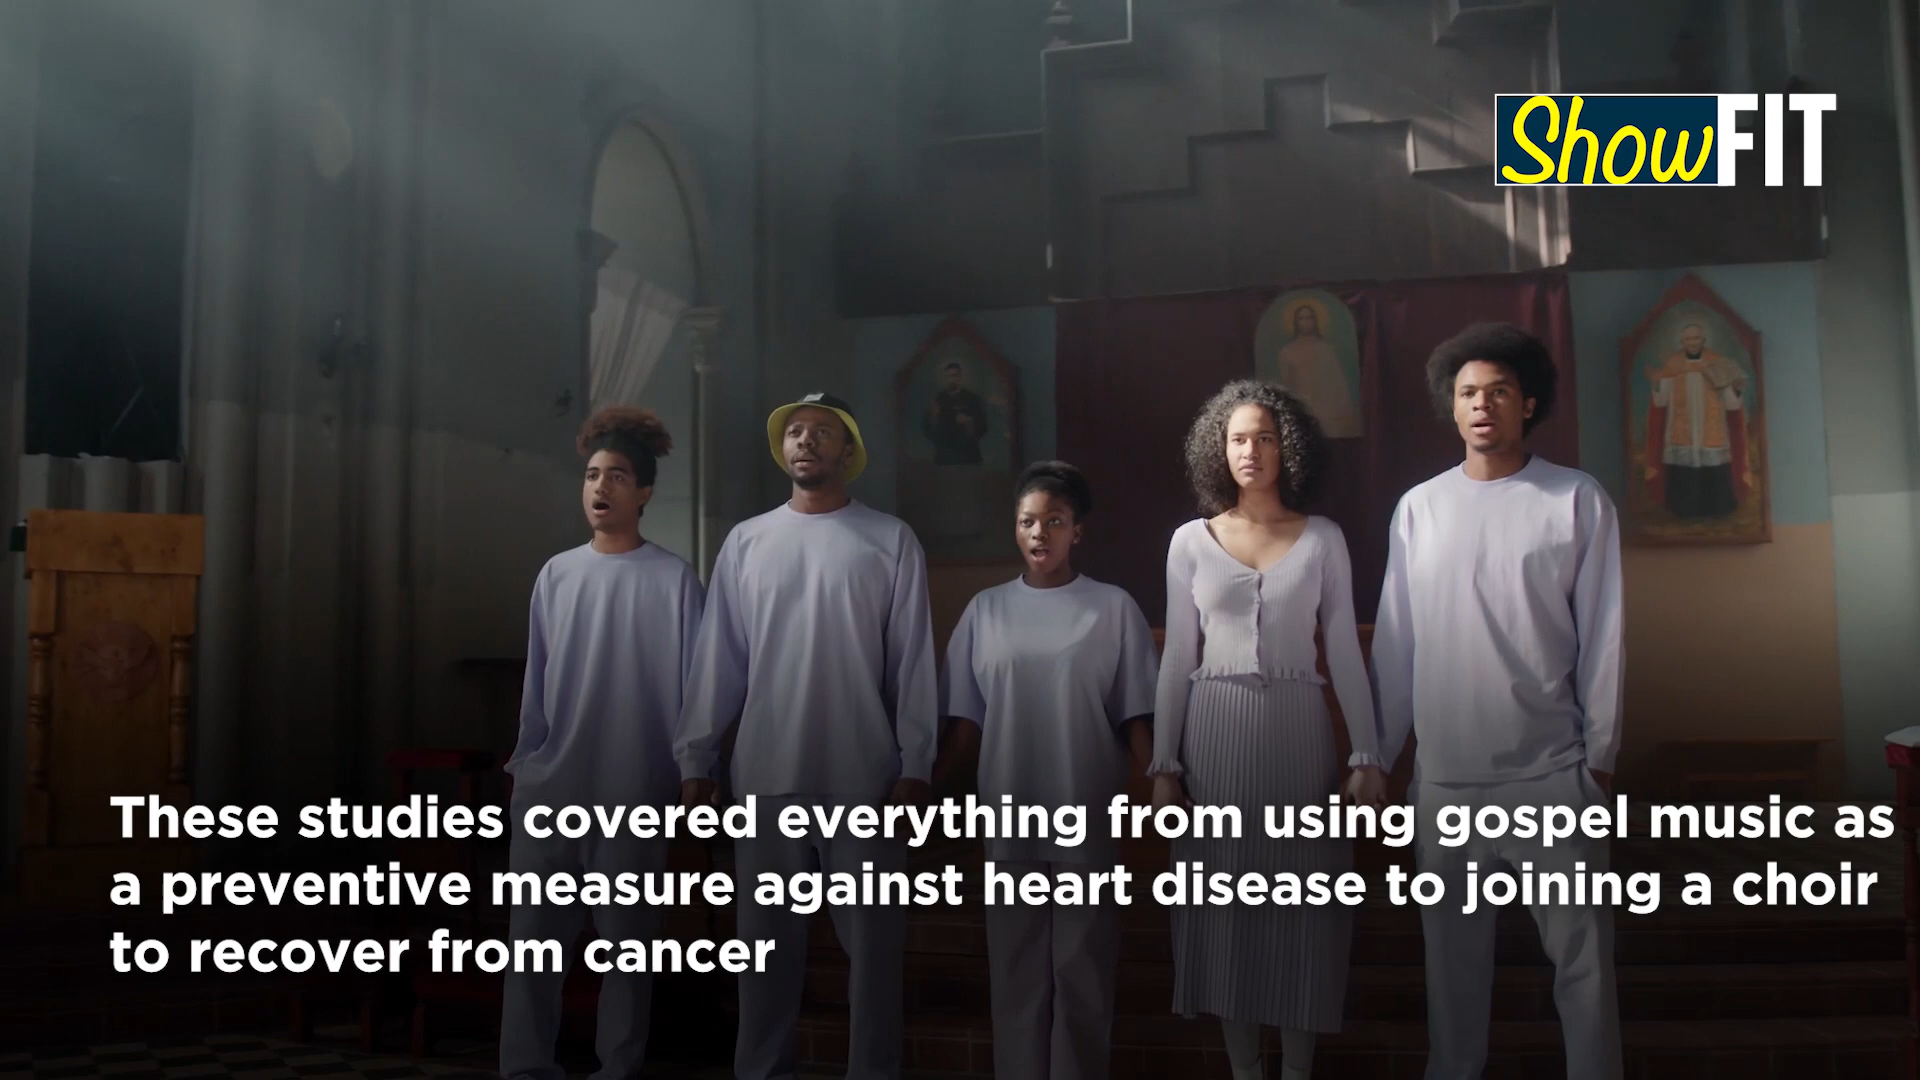 ShowFIT
These studies covered everything from using gospel music as
a preventive measure against heart disease to joining a choir
to recover from cancer